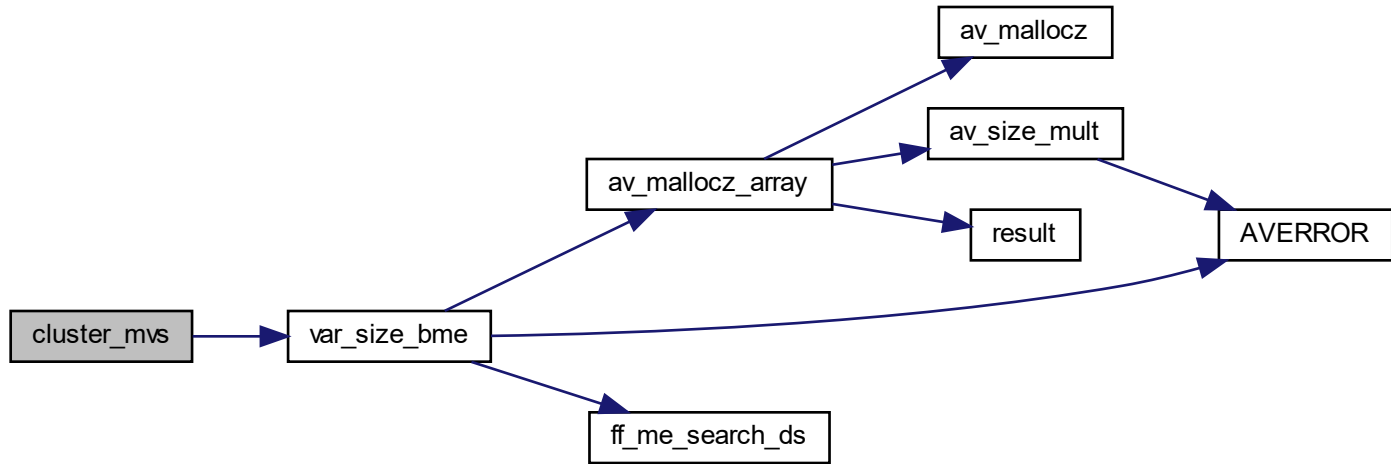 av_mallocz
av_size_mult
av_mallocz_array
result
AVERROR
cluster_mvs
var_size_bme
ff_me_search_ds